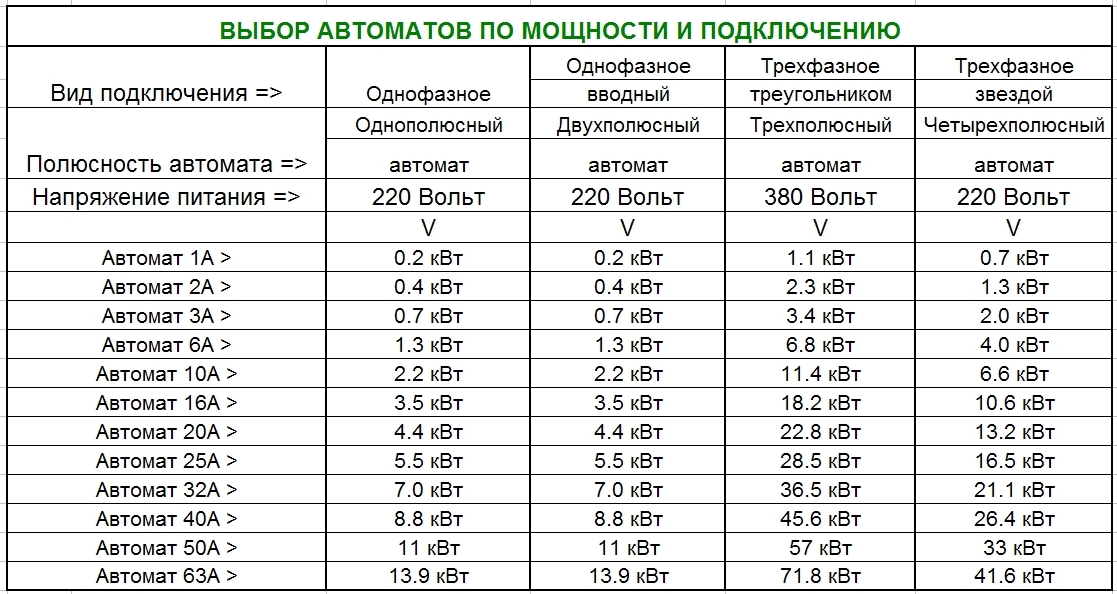 ВЫБОР АВТОМАТОВ ПО МОЩНОСТИ И ПОДКЛЮЧЕНИЮ
Однофазное Трехфазное Трехфазное
Вид подключения => Однофазное вводный треугольником звездой
Однополюсный Двухполюсный Трехполюсный Четырехполюсный
Полюсность автомата => автомат автомат автомат автомат
Напряжение питания => 220 Вольт 220 Вольт 380 Вольт 220 Вольт
V V V V
Автомат 1А > 0.2 кВт 0.2 кВт 1.1 кВт 0.7 кВт
Автомат 2А > 0.4 кВт 0.4 кВт 2.3 кВт 1.3 кВт
Автомат 3А > 0.7 кВт 0.7 кВт 3.4 кВт 2.0 кВт
Автомат 6А > 1.3 кВт 1.3 кВт 6.8 кВт 4.0 кВт
Автомат 10А > 2.2 кВт 2.2 кВт 11.4 кВт 6.6 кВт
Автомат 16А > 3.5 кВт 3.5 кВт 18.2 кВт 10.6 кВт
Автомат 20А > 4.4 кВт 4.4 кВт 22.8 кВт 13.2 кВт
Автомат 25А > 5.5 кВт 5.5 кВт 28.5 кВт 16.5 кВт
Автомат 32А > 7.0 кВт 7.0 кВт 36.5 кВт 21.1 кВт
Автомат 40А > 8.8 кВт 8.8 кВт 45.6 кВт 26.4 кВт
Автомат 50А > 11 кВт 11 кВт 57 кВт 33 кВт
Автомат 63А > 13.9 кВт 13.9 кВт 71.8 кВт 41.6 кВт